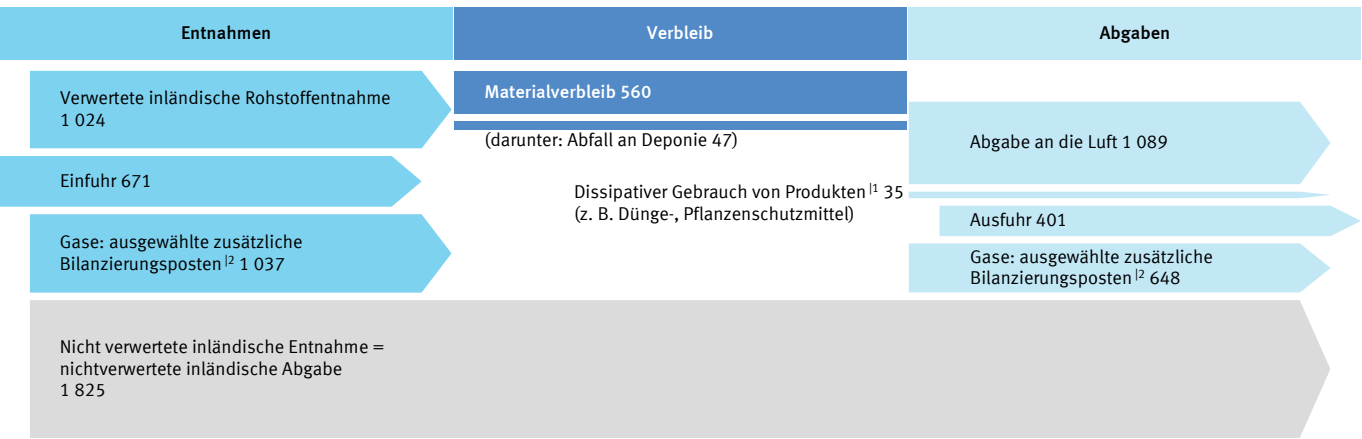 Entnahmen
Verbleib
Abgaben
Verwertete inländische Rohstoffentnahme
1 024
Einfuhr 671
Gase: ausgewählte zusätzliche
Bilanzierungsposten |2 1 037
Materialverbleib 560
(darunter: Abfall an Deponie 47)
Dissipativer Gebrauch von Produkten |1 35
(z. B. Dünge-, Pflanzenschutzmittel)
Abgabe an die Luft 1 089
Ausfuhr 401
Gase: ausgewählte zusätzliche
Bilanzierungsposten |2 648
Nicht verwertete inländische Entnahme =
nichtverwertete inländische Abgabe
1 825